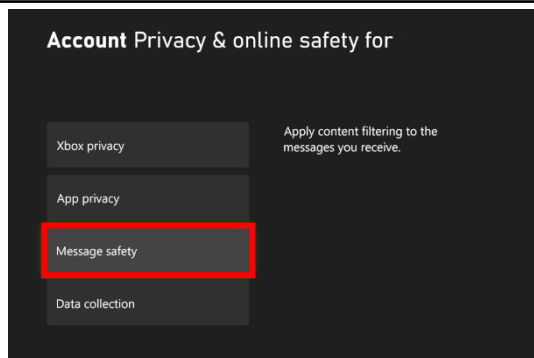 Account Privacy & online safety for
Xbox privacy
Apply content filtering to the
messages you receive.
App privacy
Message safety
Data collection